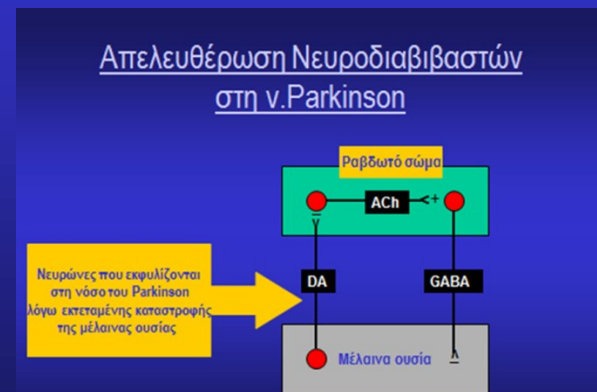 Απελευθέρωση Νευροδιαβιβαστών
στη ν.Parkinson
Ραβδωτό σώμα
ACh
+
Νευρώνες που εκφυλίζονται
στη νόσο του Parkinson
λόγω εκτεταμένης καταστροφής
της μέλαινας ουσίας
DA
GABA
Μέλαινα ουσία